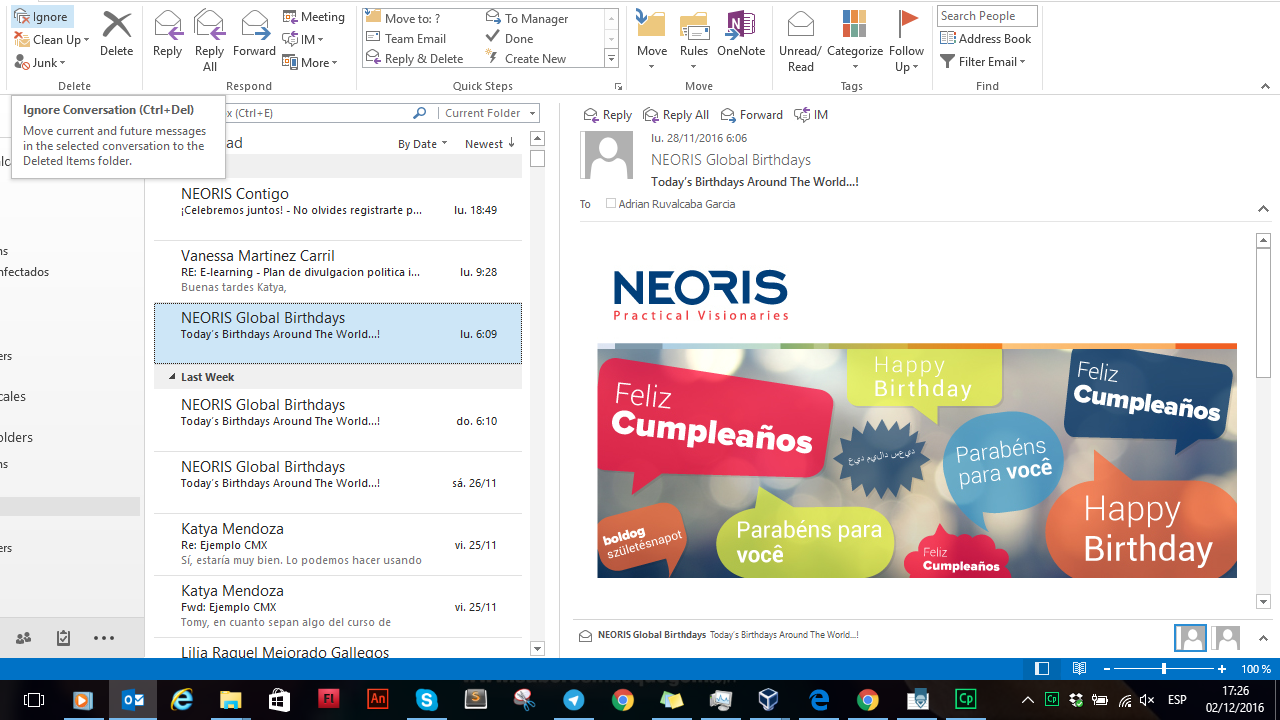 Ignore
Clean Up
Junk
Delete
Delete
Reply
Reply All
Forward
Meeting
IM
More
Respond
Move to: ?
Team Email
Reply & Delete
To Manager
Done
Create New
Quick Steps
Move
Rules
OneNote
Move
Unread/ Read
Categorize
Follow Up
Tags
Search People
Address Book
Filter Email
Find
Ignore Conversation (Ctrl+Del)
Move current and future messages
in the selected conversation to the
Deleted Items folder.
(Ctrl+E)
Current Folder
By Date
Newest
NEORIS Contigo
¡Celebremos juntos! - No olvides registrarte p... lu. 18:49
Vanessa Martinez Carril
RE: E-learning - Plan de divulgacion politica i... lu. 9:28
Buenas tardes Katya,
NEORIS Global Birthdays
Today's Birthdays Around The World...! lu. 6:09
Last Week
NEORIS Global Birthdays
Today's Birthdays Around The World...! do. 6:10
NEORIS Global Birthdays
Today's Birthdays Around The World...! sá. 26/11
Katya Mendoza
Re: Ejemplo CMX vi. 25/11
Sí, estaría muy bien. Lo podemos hacer usando
Katya Mendoza
Fwd: Ejemplo CMX vi. 25/11
Tomy, en cuanto sepan algo del curso de
Lilia Raquel Mejorado Gallegos
Reply
Reply All
Forward
IM
lu. 28/11/2016 6:06
NEORIS Global Birthdays
Today's Birthdays Around The World...!
To Adrian Ruvalcaba Garcia
NEORIS
Practical Visionaries
Feliz
Cumpleaños
Happy
Birthday
Feliz
Cumpleaños
Parabéns
para você
boldog
születésnapot
Parabéns para
você
Feliz
Cumpleaños
Happy
Birthday
NEORIS Global Birthdays Today's Birthdays Around The World...!
100 %
Fl
An
S
Cp
Cp
ESP
17:26
02/12/2016